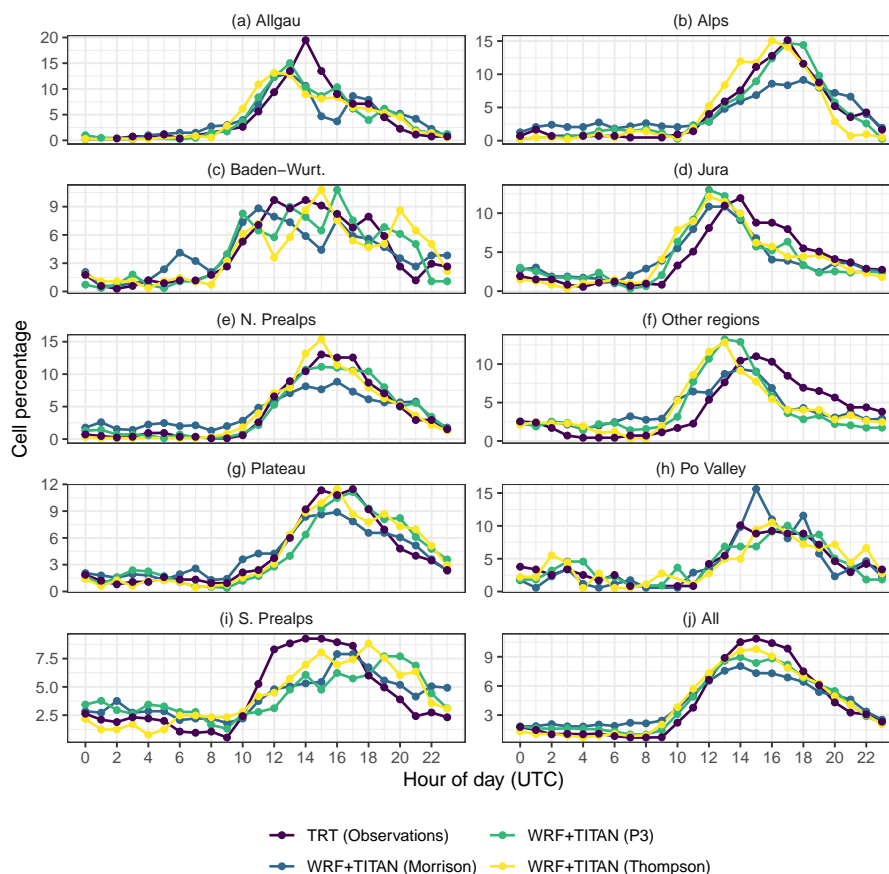 (a) Allgau
(b) Alps
20
15
10
5
0
15
10
5
0
(c) Baden−Wurt.
(d) Jura
9
6
3
0
10
5
0
(e) N. Prealps
(f) Other regions
15
10
5
0
10
5
0
(g) Plateau
(h) Po Valley
12
9
6
3
0
15
10
5
0
(i) S. Prealps
(j) All
7.5
5.0
2.5
9
6
3
0 2 4 6 8 10 12 14 16 18 20 22
0 2 4 6 8 10 12 14 16 18 20 22
Cell percentage
Hour of day (UTC)
TRT (Observations)
WRF+TITAN (P3)
WRF+TITAN (Morrison)
WRF+TITAN (Thompson)